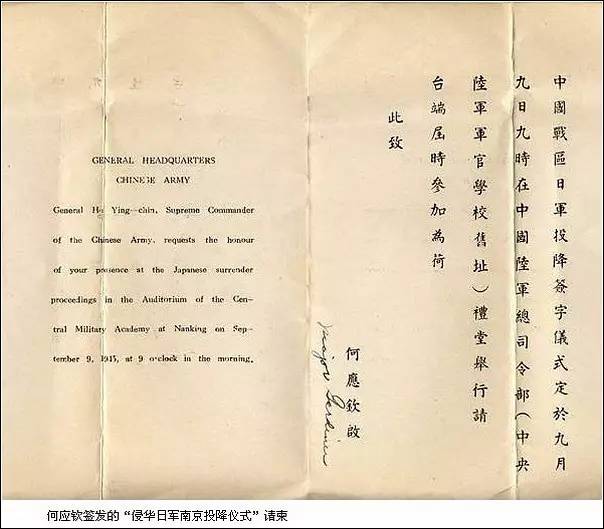 GENERAL HEADQUARTERS
CHINESE ARMY
General Ho Ying-chin, Supreme Commander
of the Chinese Army, requests the honour
of your presence at the Japanese surrender
proceedings in the Auditorium of the Cen-
tral Military Academy at Nanking on Sep-
tember 9, 1945, at 9 o'clock in the morning.
中國戰區日軍投降簽字儀式定於九月
九日九時在中國陸軍總司令部(中央
陸軍軍官學校舊址)禮堂舉行請
台端屆時參加為荷
此致
何應欽啟
Major Gardiner
何应钦签发的“侵华日军南京投降仪式”请柬